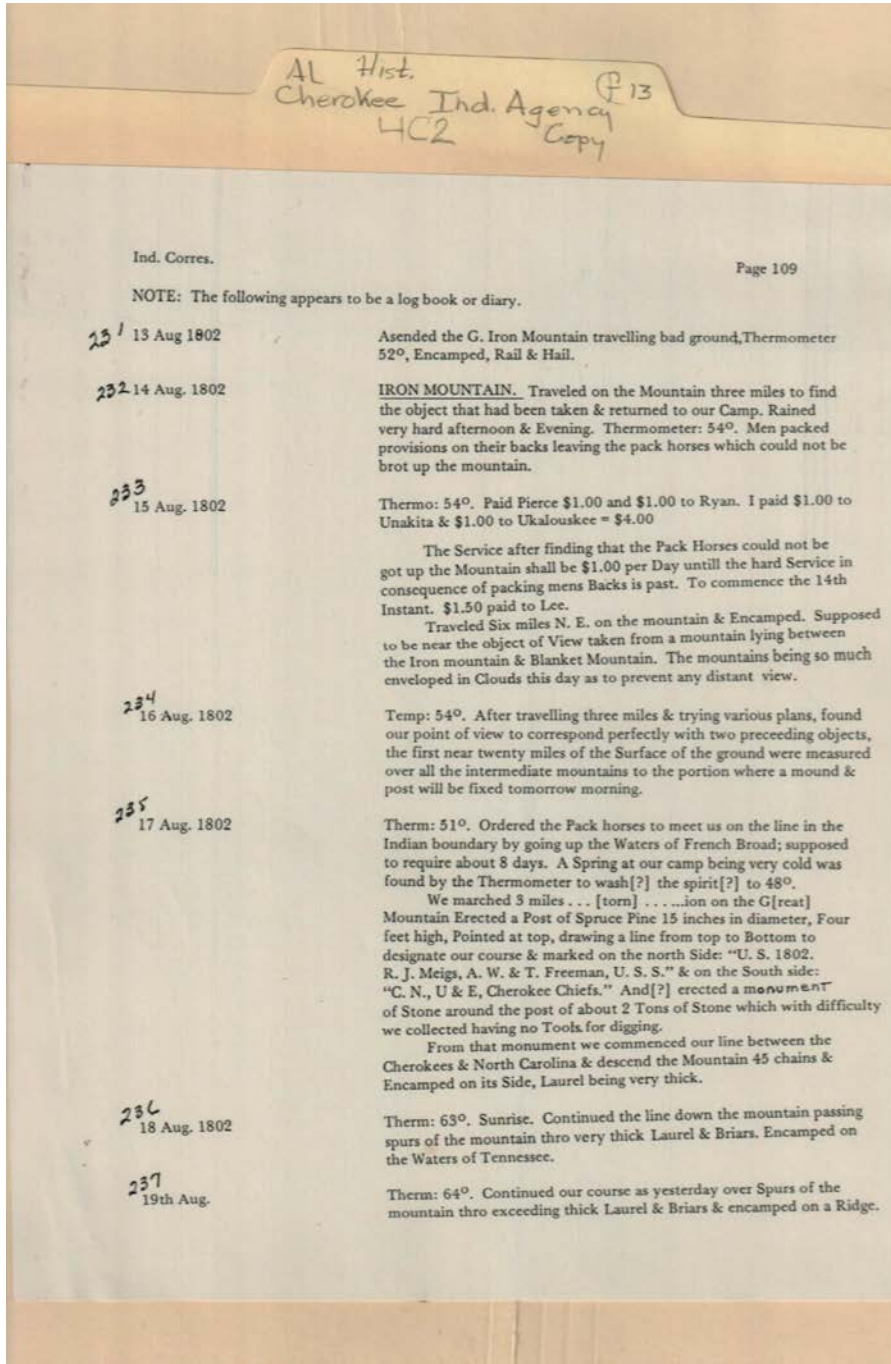 AL Hist.
Cherokee Ind. Agency P 13
4C2 Copy
Ind. Corres.
Page 109
NOTE: The following appears to be a log book or diary.
231 13 Aug 1802
Asended the G. Iron Mountain travelling bad ground,Thermometer
52º, Encamped, Rail & Hail.
232 14 Aug. 1802
IRON MOUNTAIN. Traveled on the Mountain three miles to find
the object that had been taken & returned to our Camp. Rained
very hard afternoon & Evening. Thermometer: 54º. Men packed
provisions on their backs leaving the pack horses which could not be
brot up the mountain.
233
15 Aug. 1802
Thermo: 54º. Paid Pierce $1.00 and $1.00 to Ryan. I paid $1.00 to
Unakita & $1.00 to Ukalouskee = $4.00
The Service after finding that the Pack Horses could not be
got up the Mountain shall be $1.00 per Day untill the hard Service in
consequence of packing mens Backs is past. To commence the 14th
Instant. $1.50 paid to Lee.
Traveled Six miles N. E. on the mountain & Encamped. Supposed
to be near the object of View taken from a mountain lying between
the Iron mountain & Blanket Mountain. The mountains being so much
enveloped in Clouds this day as to prevent any distant view.
234
16 Aug. 1802
Temp: 54º. After travelling three miles & trying various plans, found
our point of view to correspond perfectly with two preceeding objects,
the first near twenty miles of the Surface of the ground were measured
over all the intermediate mountains to the portion where a mound &
post will be fixed tomorrow morning.
235
17 Aug. 1802
Therm: 51º. Ordered the Pack horses to meet us on the line in the
Indian boundary by going up the Waters of French Broad; supposed
to require about 8 days. A Spring at our camp being very cold was
found by the Thermometer to wash[?] the spirit[?] to 48º.
We marched 3 miles . . . [torn] . . . ...ion on the G[reat]
Mountain Erected a Post of Spruce Pine 15 inches in diameter, Four
feet high, Pointed at top, drawing a line from top to Bottom to
designate our course & marked on the north Side: "U. S. 1802.
R. J. Meigs, A. W. & T. Freeman, U. S. S." & on the South side:
"C. N., U & E, Cherokee Chiefs." And[?] erected a monument
of Stone around the post of about 2 Tons of Stone which with difficulty
we collected having no Tools for digging.
From that monument we commenced our line between the
Cherokees & North Carolina & descend the Mountain 45 chains &
Encamped on its Side, Laurel being very thick.
236
18 Aug. 1802
Therm: 63º. Sunrise. Continued the line down the mountain passing
spurs of the mountain thro very thick Laurel & Briars. Encamped on
the Waters of Tennessee.
237
19th Aug.
Therm: 64º. Continued our course as yesterday over Spurs of the
mountain thro exceeding thick Laurel & Briars & encamped on a Ridge.